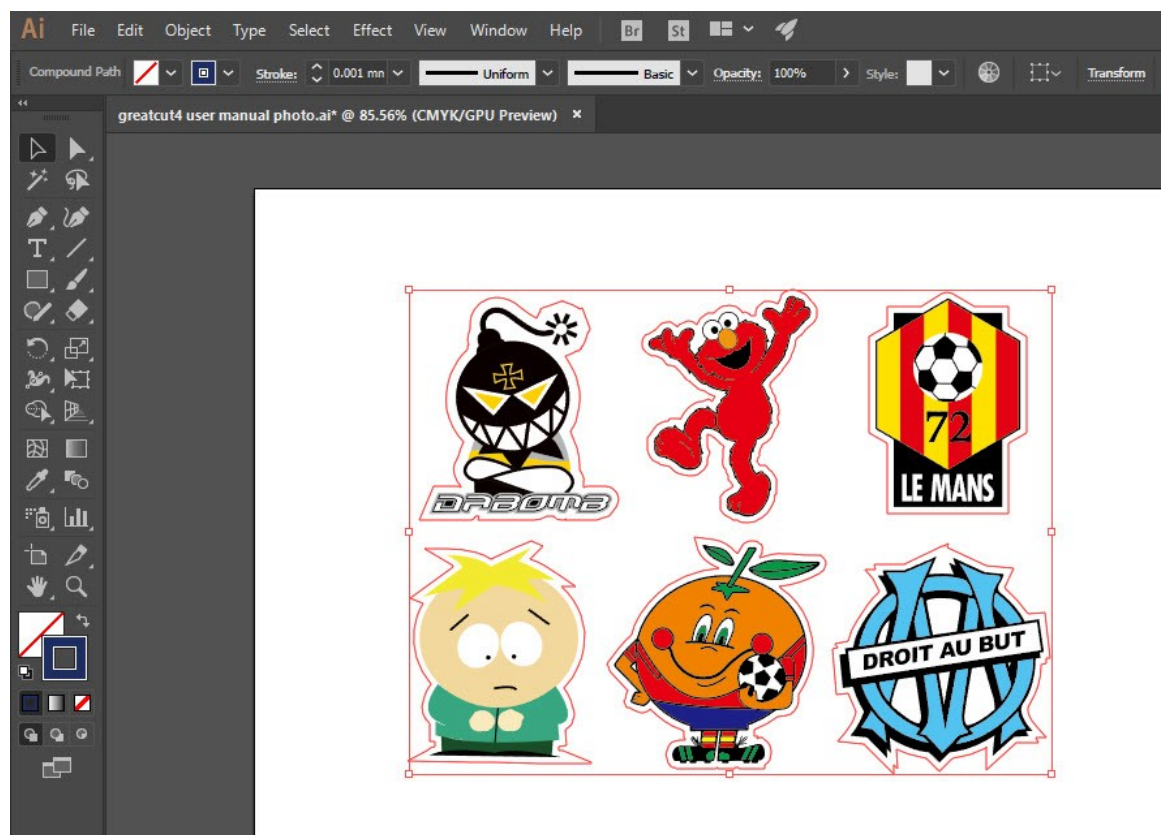 Ai File Edit Object Type Select Effect View Window Help Br St
Compound Path Stroke: 0.001 mn Uniform Basic Opacity: 100% Style: Transform
greatcut4 user manual photo.ai* @ 85.56% (CMYK/GPU Preview) ×
72
LE MANS
DABOMB
DROIT AU BUT